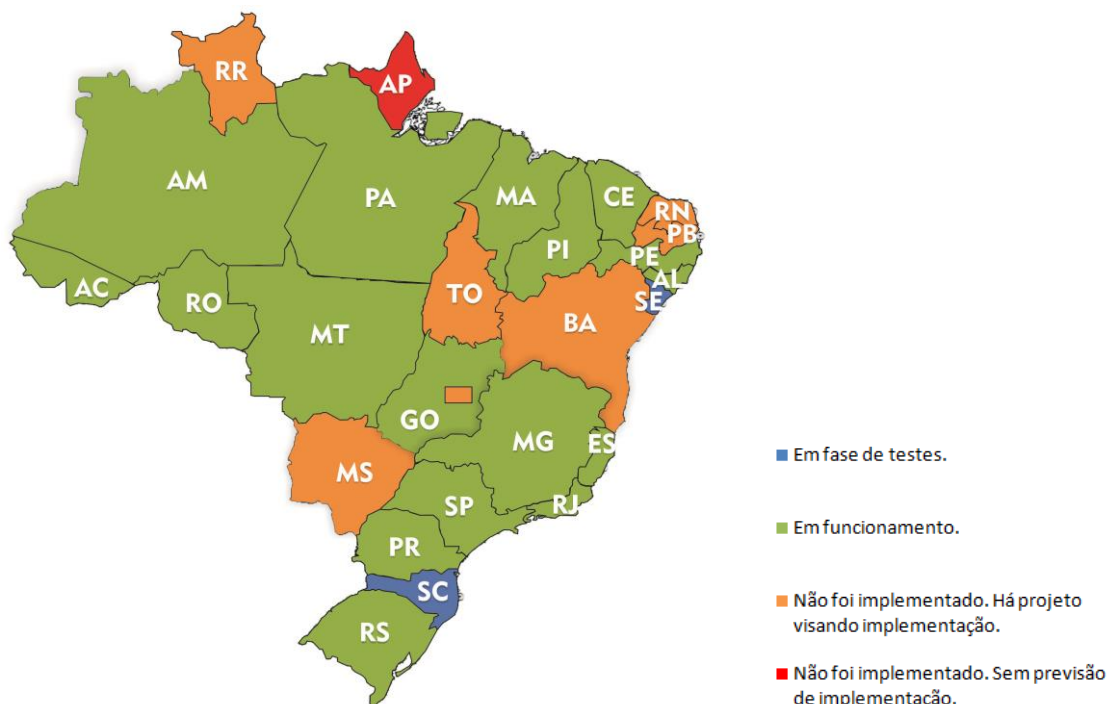 RR
AP
AM
PA
MA
CE
RN
PB
PI
PE
AL
AC
RO
TO
SE
MT
BA
GO
MG
ES
MS
SP
RJ
PR
SC
RS
Em fase de testes.
Em funcionamento.
Não foi implementado. Há projeto
visando implementação.
Não foi implementado. Sem previsão
de implementação.